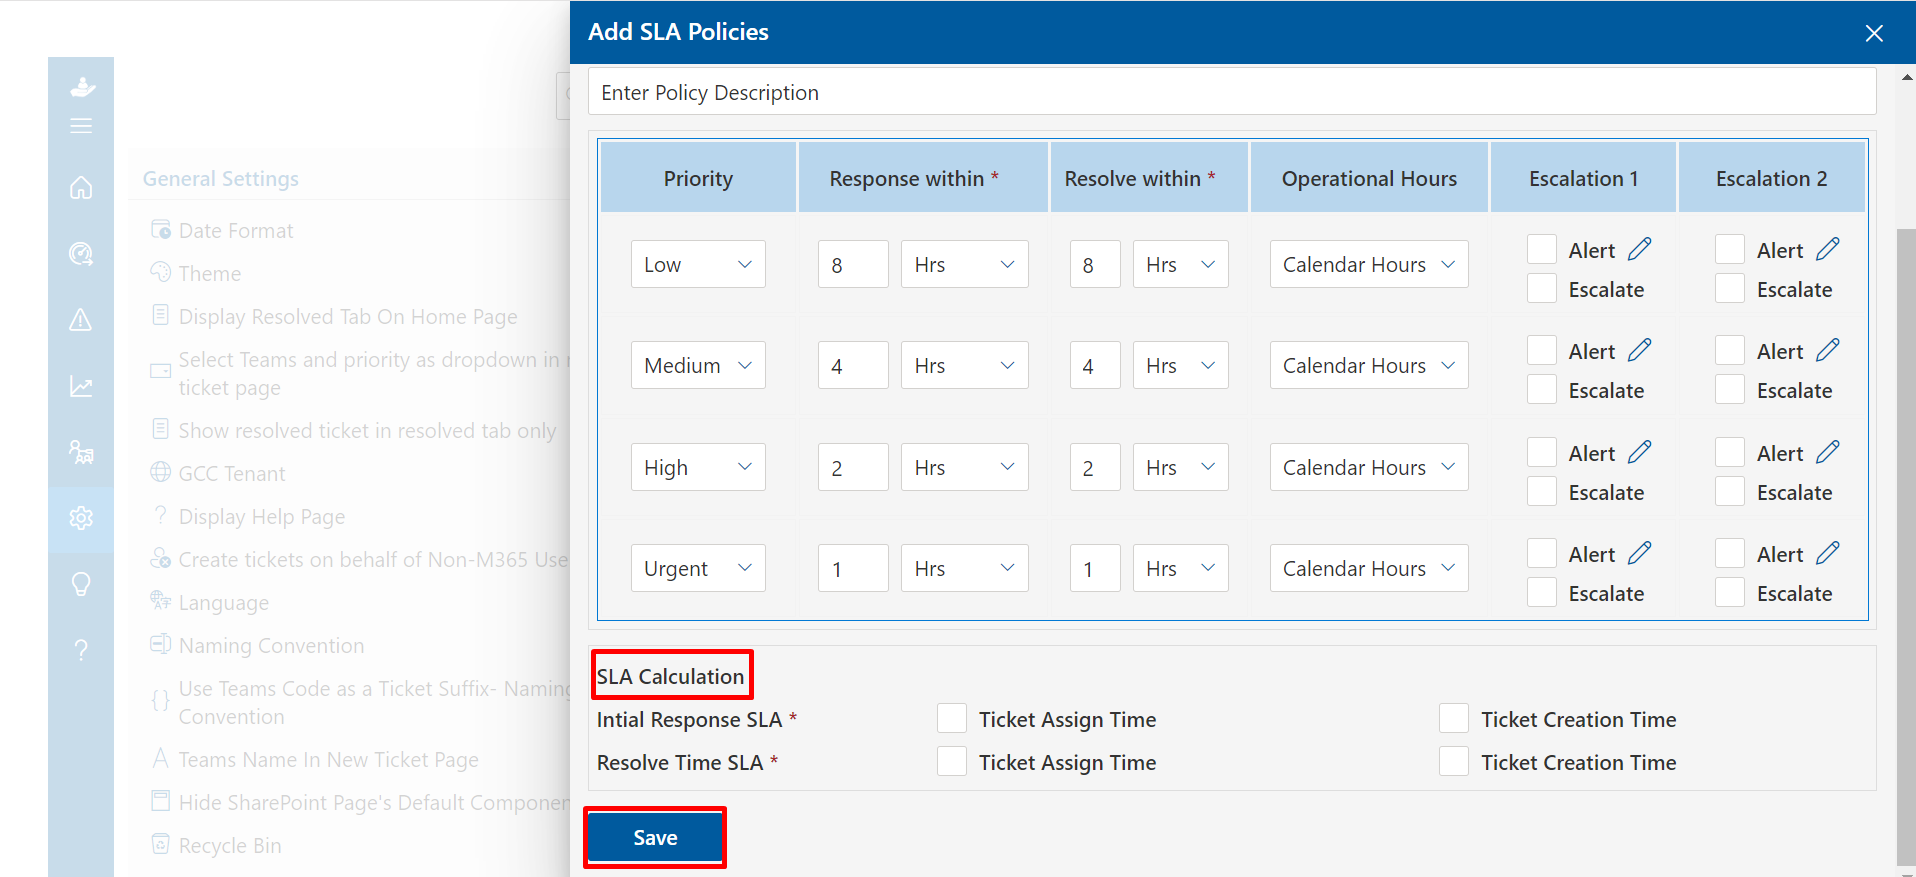 Add SLA Policies
Enter Policy Description
General Settings
Date Format
Theme
Display Resolved Tab On Home Page
Select Teams and priority as dropdown in
ticket page
Show resolved ticket in resolved tab only
GCC Tenant
Display Help Page
Create tickets on behalf of Non-M365 Use
Language
Naming Convention
Use Teams Code as a Ticket Suffix- Naming
Convention
Teams Name In New Ticket Page
Hide SharePoint Page's Default Componen
Recycle Bin
Priority Response within * Resolve within * Operational Hours Escalation 1 Escalation 2
Low 8 Hrs 8 Hrs Calendar Hours Alert Alert
Escalate Escalate
Medium 4 Hrs 4 Hrs Calendar Hours Alert Alert
Escalate Escalate
High 2 Hrs 2 Hrs Calendar Hours Alert Alert
Escalate Escalate
Urgent 1 Hrs 1 Hrs Calendar Hours Alert Alert
Escalate Escalate
SLA Calculation
Intial Response SLA * Ticket Assign Time Ticket Creation Time
Resolve Time SLA * Ticket Assign Time Ticket Creation Time
Save